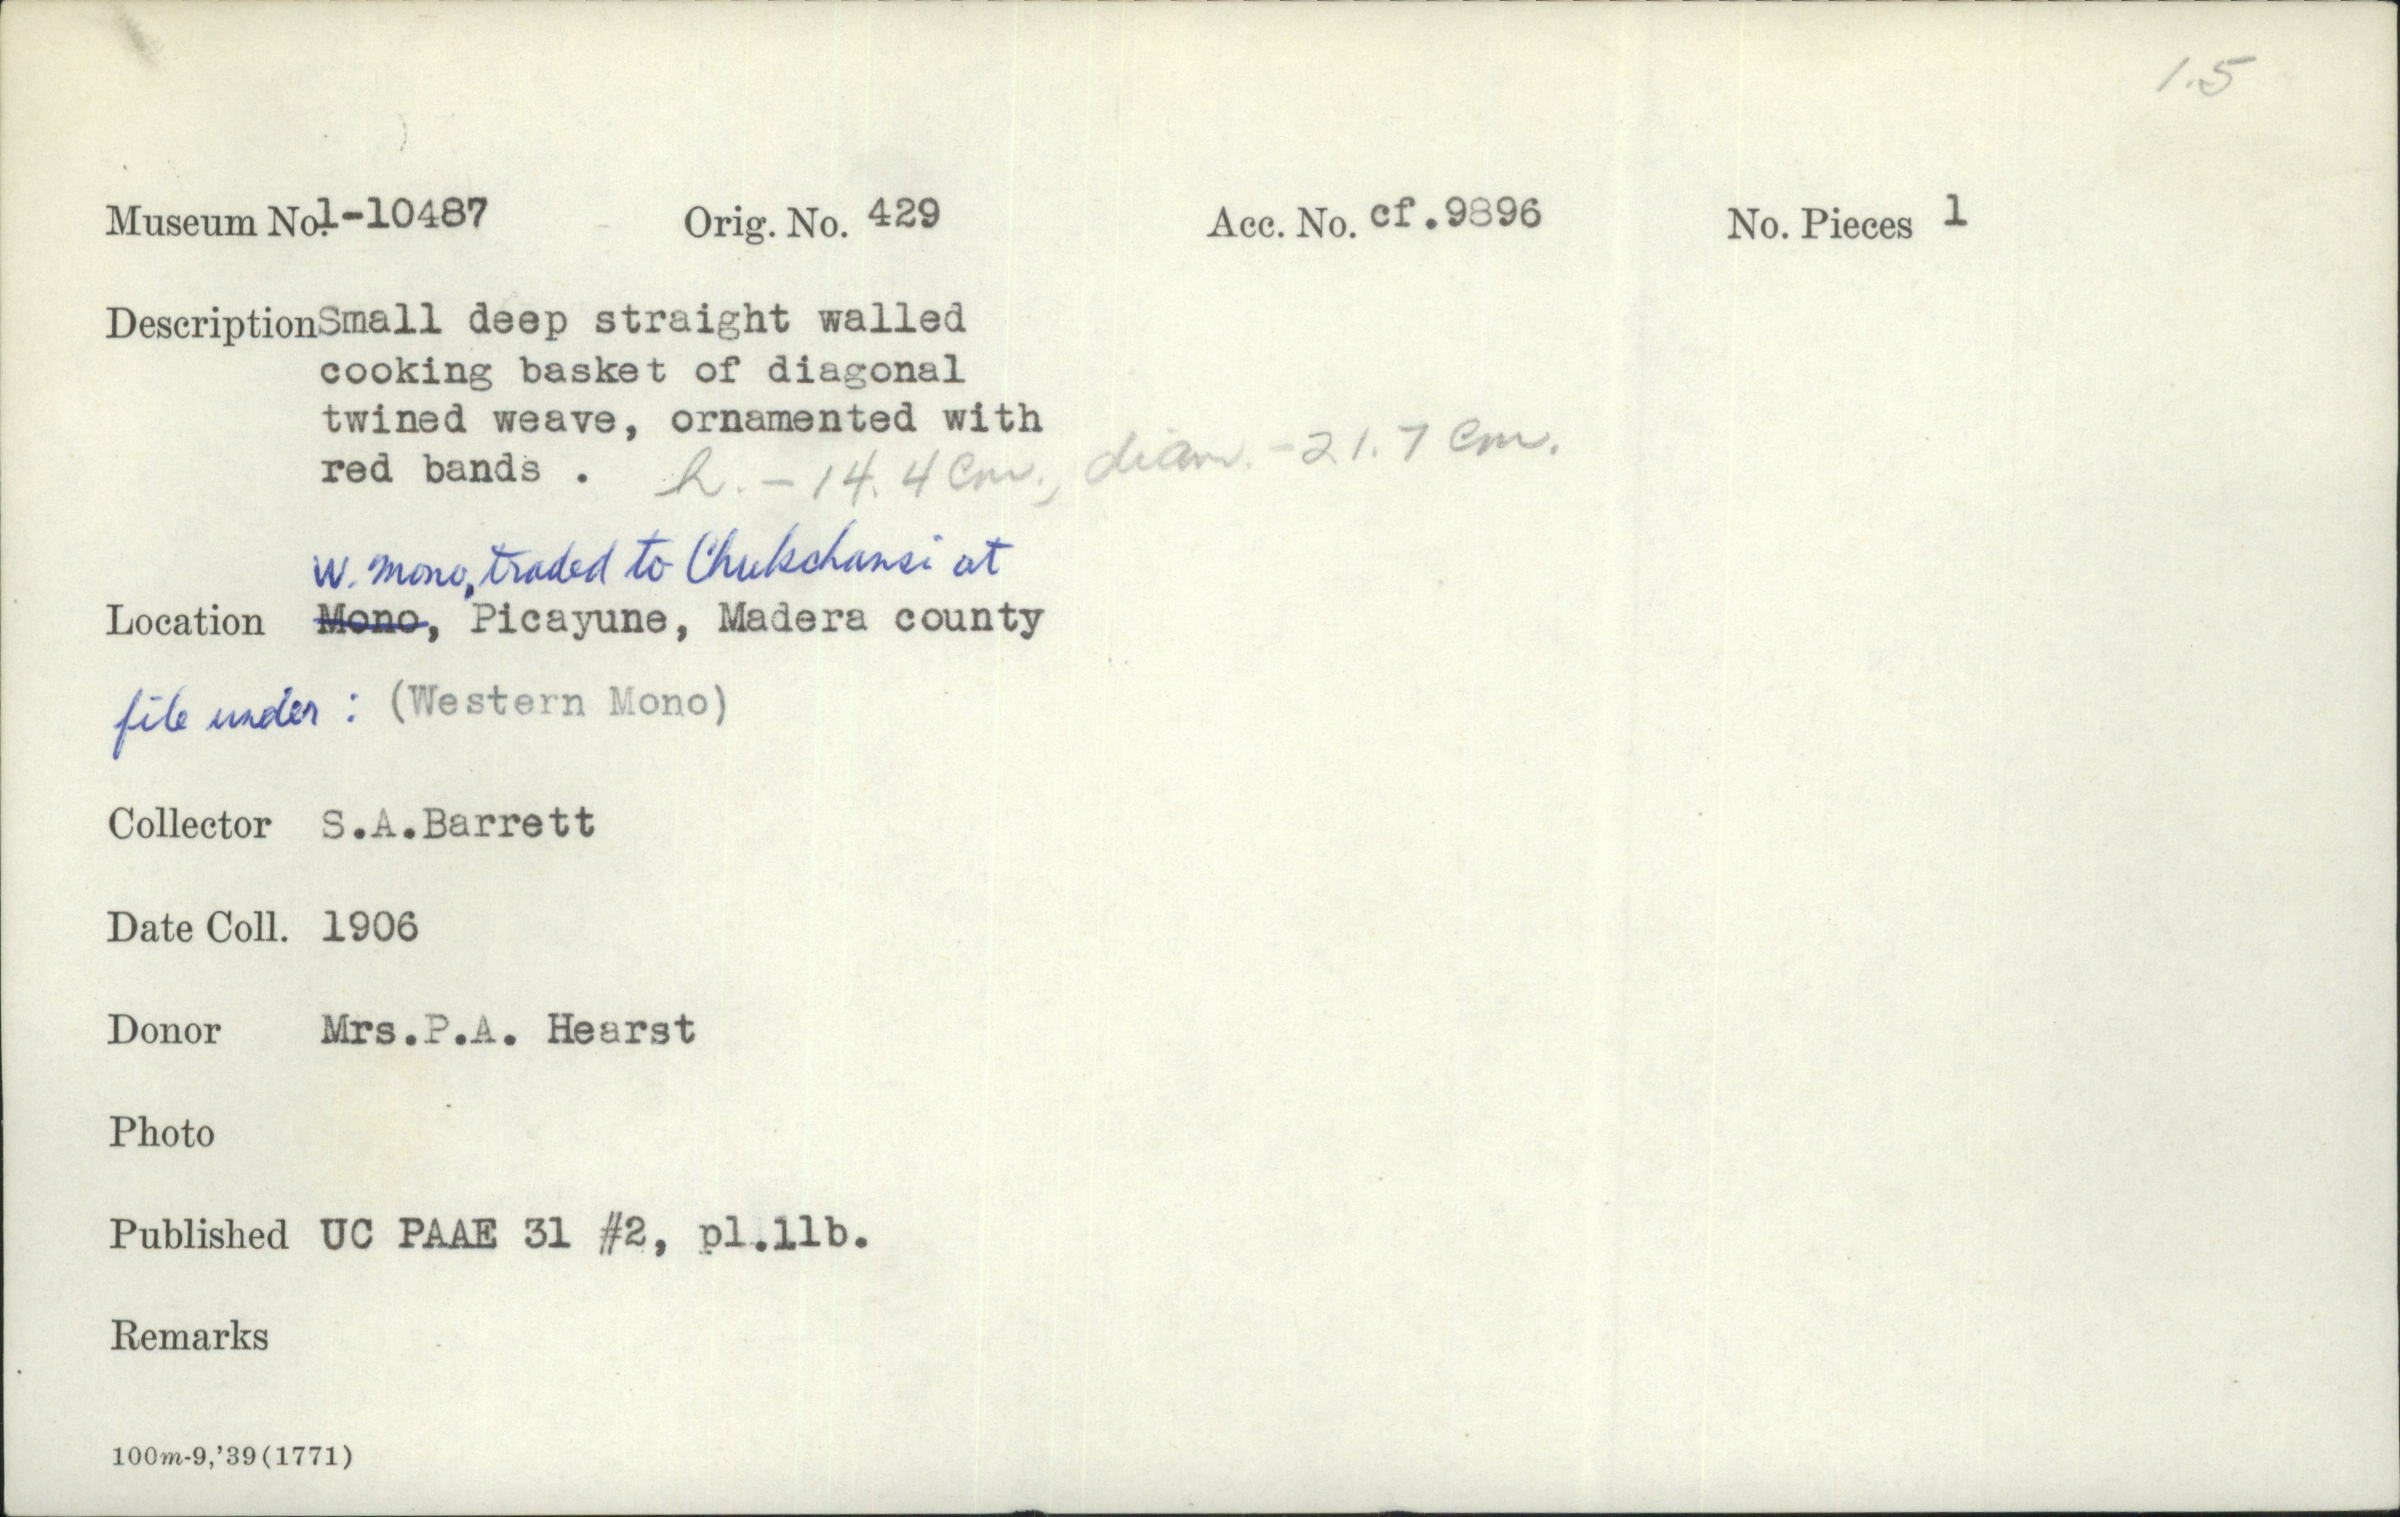 1.5
Museum No. 1-10487 Orig. No. 429 Acc. No. cf.9896 No. Pieces 1
Description Small deep straight walled
cooking basket of diagonal
twined weave, ornamented with
red bands . h. - 14.4 cm., diam. - 21.7 cm.
W. Mono, traded to Chukchansi at
Location Mono, Picayune, Madera county
file under : (Western Mono)
Collector S.A.Barrett
Date Coll. 1906
Donor Mrs.P.A. Hearst
Photo
Published UC PAAE 31 #2, pl.11b.
Remarks
100m-9,'39(1771)